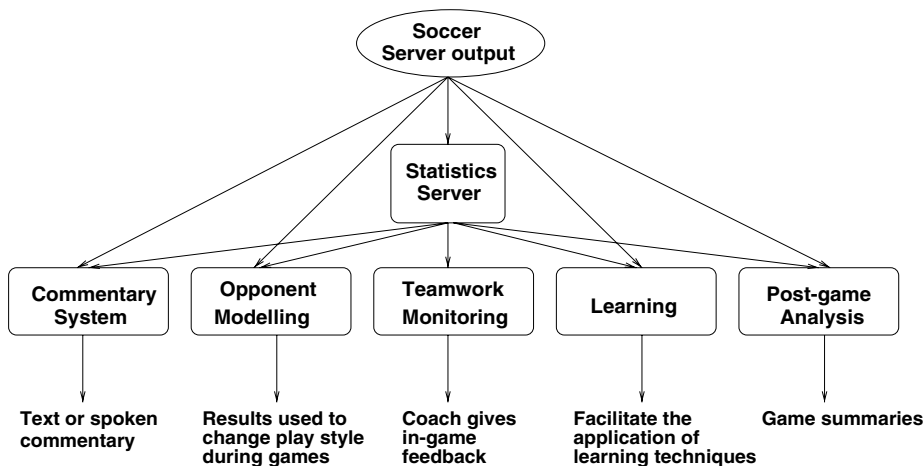 Soccer
Server output
Statistics
Server
Commentary
System
Opponent
Modelling
Teamwork
Monitoring
Learning
Post-game
Analysis
Text or spoken
commentary
Results used to
change play style
during games
Coach gives
in-game
feedback
Facilitate the
application of
learning techniques
Game summaries